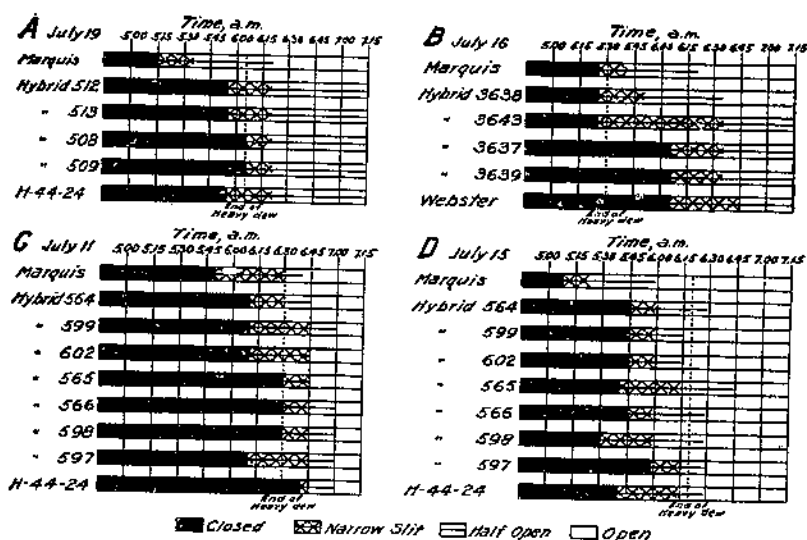 Time, a.m.
A July 19 5.00 5.15 5.30 5.45 6.00 6.15 6.30 6.45 7.00 7.15
Marquis
Hybrid 512
" 513
" 508
" 509
H-44-24
End of
Heavy dew
Time, a.m.
B July 16 5.00 5.15 5.30 5.45 6.00 6.15 6.30 6.45 7.00 7.15
Marquis
Hybrid 3638
" 3643
" 3637
" 3639
Webster
End of
Heavy dew
Time, a.m.
C July 11 5.00 5.15 5.30 5.45 6.00 6.15 6.30 6.45 7.00 7.15
Marquis
Hybrid 564
" 599
" 602
" 565
" 566
" 598
" 597
H-44-24
End of
Heavy dew
Time, a.m.
D July 15 5.00 5.15 5.30 5.45 6.00 6.15 6.30 6.45 7.00 7.15
Marquis
Hybrid 564
" 599
" 602
" 565
" 566
" 598
" 597
H-44-24
End of
Heavy dew
Closed Narrow Slit Half Open Open